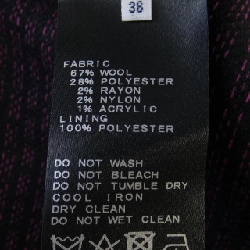 38
FABRIC
67% WOOL
28% POLYESTER
2% RAYON
2% NYLON
1% ACRYLIC
LINING
100% POLYESTER
DO NOT WASH
DO NOT BLEACH
DO NOT TUMBLE DRY
COOL IRON
DRY CLEAN
DO NOT WET CLEAN